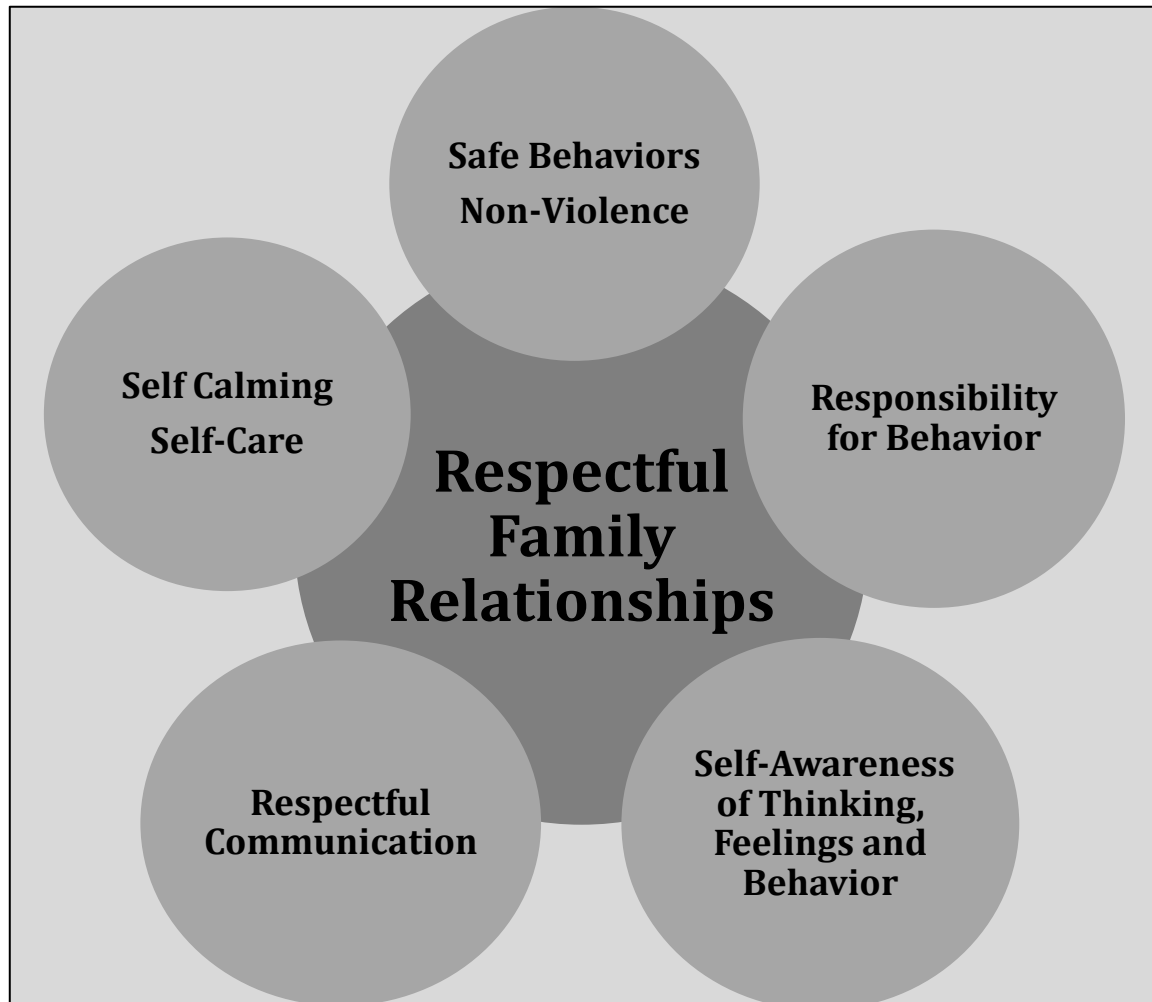 Safe Behaviors
Non-Violence
Responsibility
for Behavior
Self-Awareness
of Thinking,
Feelings and
Behavior
Respectful
Communication
Self Calming
Self-Care
Respectful
Family
Relationships